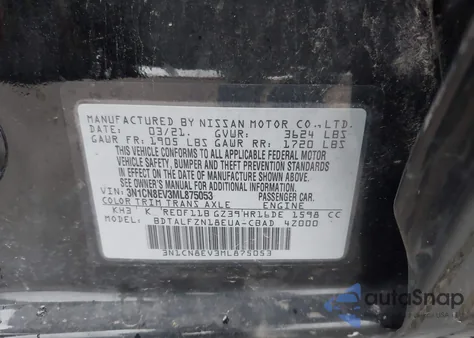 MANUFACTURED BY NISSAN MOTOR CO.,LTD.
DATE: 03/21. GVWR: 3624 LBS
GAWR FR: 1905 LBS GAWR RR: 1720 LBS
THIS VEHICLE CONFORMS TO ALL APPLICABLE FEDERAL MOTOR
VEHICLE SAFETY, BUMPER AND THEFT PREVENTION STANDARDS
IN EFFECT ON THE DATE OF MANUFACTURE SHOWN ABOVE.
SEE OWNER'S MANUAL FOR ADDITIONAL INFORMATION
VIN: 3N1CN8EV3ML875053 PASSENGER CAR.
COLOR TRIM TRANS AXLE ENGINE
KH3 K RE0F11B GZ39 HR16DE 1598 CC
MODEL: BDTALFZN18EUA-CBAD 4Z000
3N1CN8EV3ML875053
autoSnap